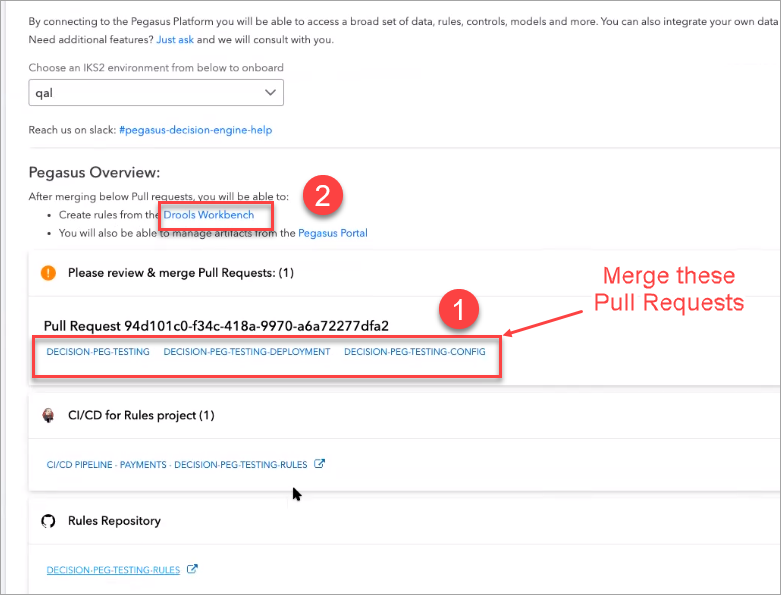 By connecting to the Pegasus Platform you will be able to access a broad set of data, rules, controls, models and more. You can also integrate your own data
Need additional features? Just ask and we will consult with you.
Choose an IKS2 environment from below to onboard
qal
Reach us on slack: #pegasus-decision-engine-help
Pegasus Overview:
After merging below Pull requests, you will be able to:
2
• Create rules from the Drools Workbench
• You will also be able to manage artifacts from the Pegasus Portal
! Please review & merge Pull Requests: (1)
Merge these
Pull Requests
1
Pull Request 94d101c0-f34c-418a-9970-a6a72277dfa2
DECISION-PEG-TESTING DECISION-PEG-TESTING-DEPLOYMENT DECISION-PEG-TESTING-CONFIG
CI/CD for Rules project (1)
CI/CD PIPELINE - PAYMENTS - DECISION-PEG-TESTING-RULES
Rules Repository
DECISION-PEG-TESTING-RULES